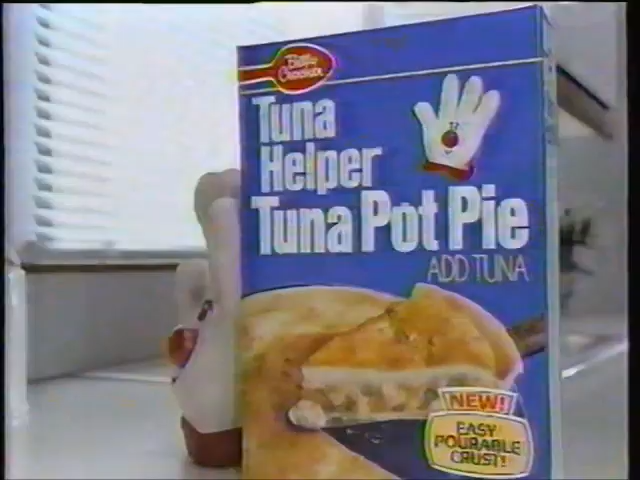 Betty
Crocker
Tuna
Helper
Tuna Pot Pie
ADD TUNA
NEW!
EASY
POURABLE
CRUST!